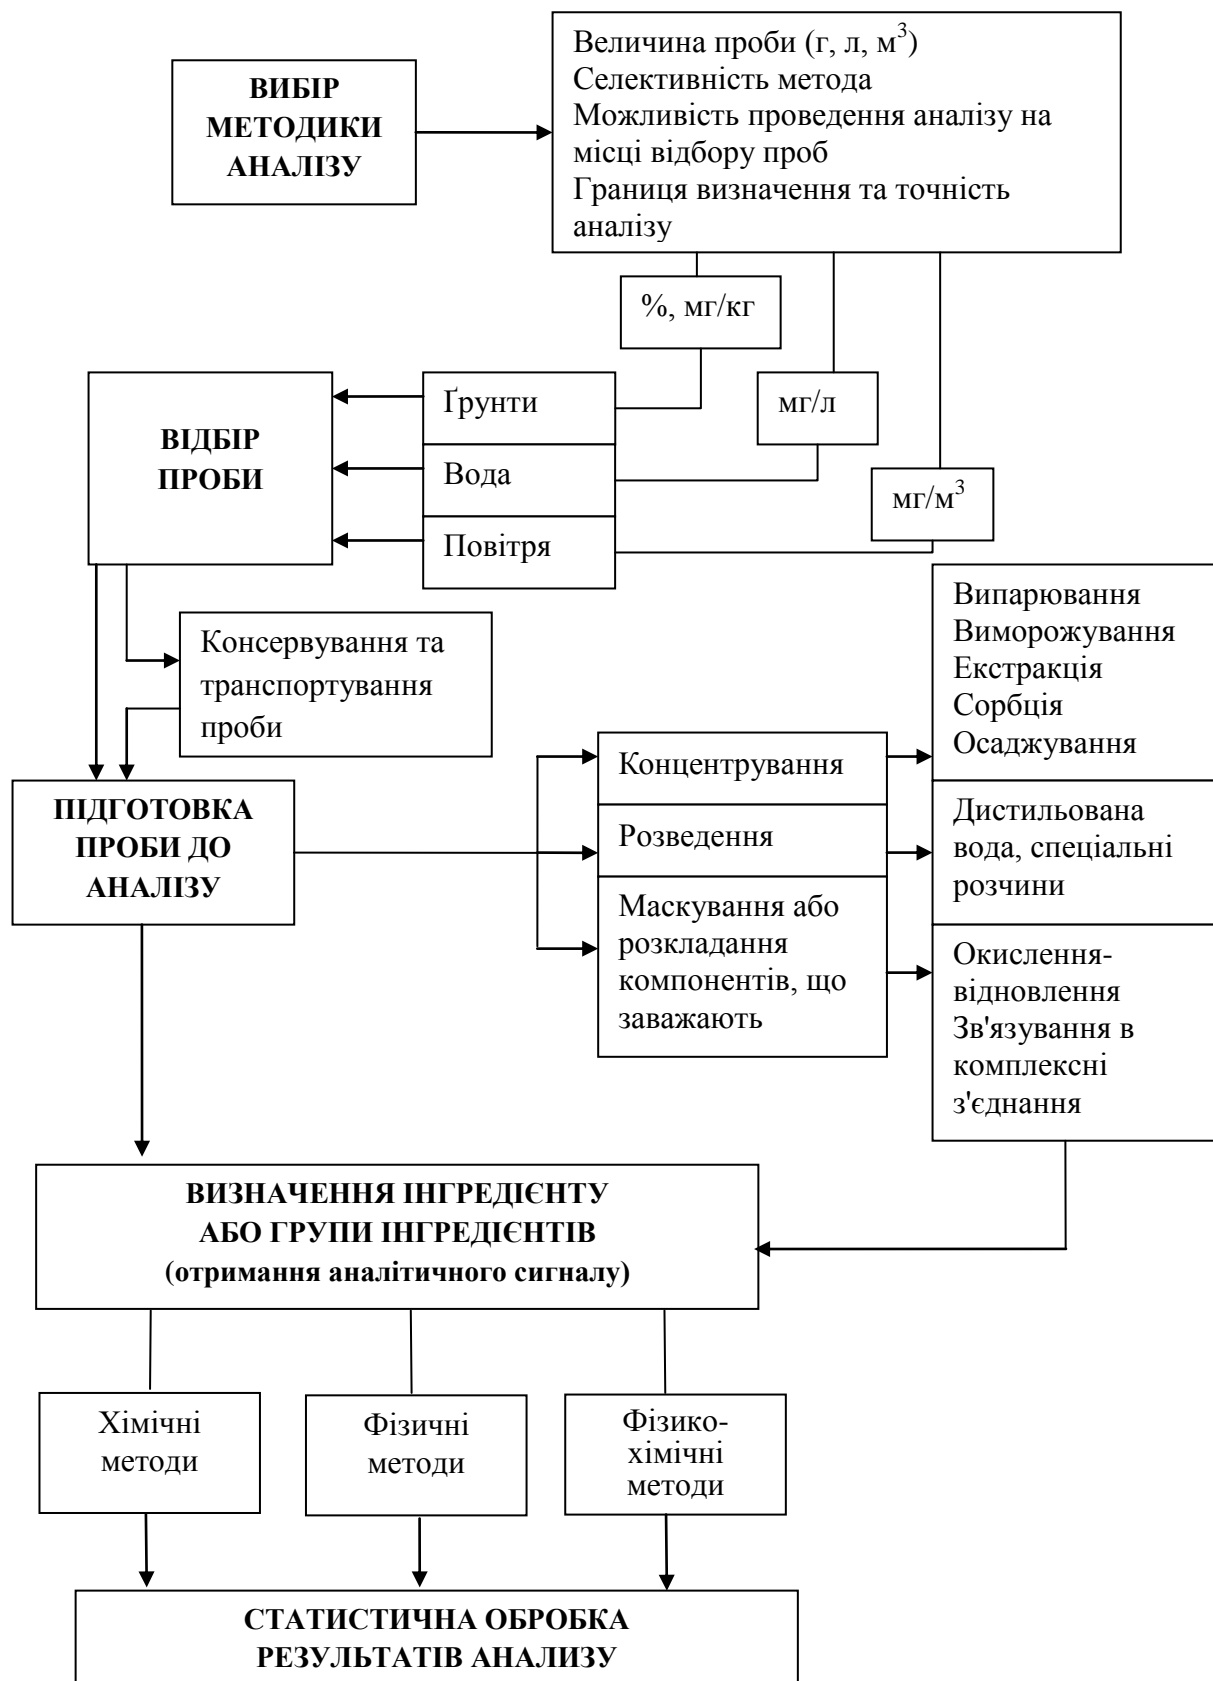 ВИБІР
МЕТОДИКИ
АНАЛІЗУ
Величина проби (г, л, м³)
Селективність метода
Можливість проведення аналізу на
місці відбору проб
Границя визначення та точність
аналізу
%, мг/кг
мг/л
мг/м³
ВІДБІР
ПРОБИ
Ґрунти
Вода
Повітря
Консервування та
транспортування
проби
ПІДГОТОВКА
ПРОБИ ДО
АНАЛІЗУ
Концентрування
Розведення
Маскування або
розкладання
компонентів, що
заважають
Випарювання
Виморожування
Екстракція
Сорбція
Осаджування
Дистильована
вода, спеціальні
розчини
Окислення-
відновлення
Зв'язування в
комплексні
з'єднання
ВИЗНАЧЕННЯ ІНГРЕДІЄНТУ
АБО ГРУПИ ІНГРЕДІЄНТІВ
(отримання аналітичного сигналу)
Хімічні
методи
Фізичні
методи
Фізико-
хімічні
методи
СТАТИСТИЧНА ОБРОБКА
РЕЗУЛЬТАТІВ АНАЛИЗУ